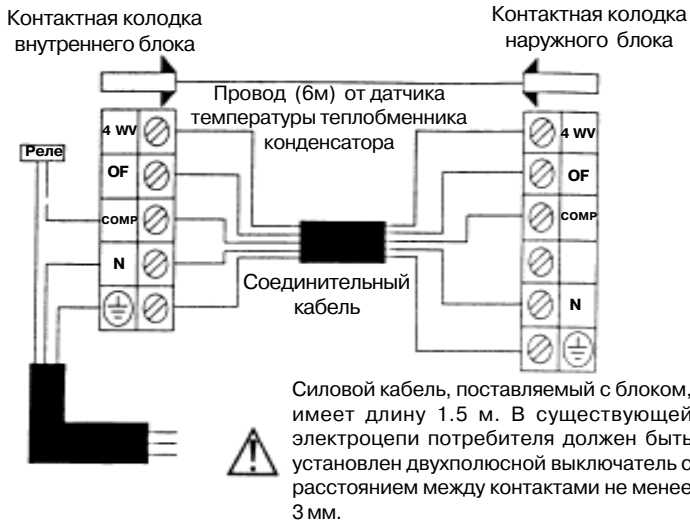 Контактная колодка
внутреннего блока
Контактная колодка
наружного блока
Провод (6м) от датчика
температуры теплобменника
конденсатора
Реле
4 WV
OF
COMP
N
4 WV
OF
COMP
N
Соединительный
кабель
Силовой кабель, поставляемый с блоком,
имеет длину 1.5 м. В существующей
электроцепи потребителя должен быть
установлен двухполюсной выключатель с
расстоянием между контактами не менее
3 мм.